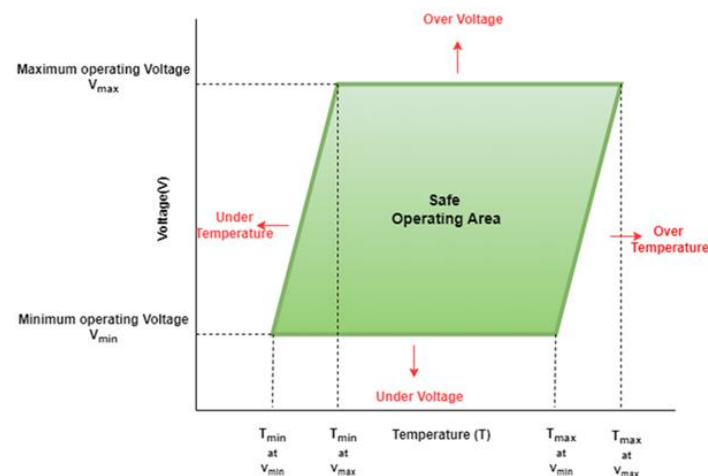 Over Voltage
Maximum operating Voltage
Vmax
Voltage(V)
Safe
Operating Area
Under
Temperature
Over
Temperature
Minimum operating Voltage
Vmin
Under Voltage
Tmin
at
Vmin
Tmin
at
Vmax
Temperature (T)
Tmax
at
Vmin
Tmax
at
Vmax